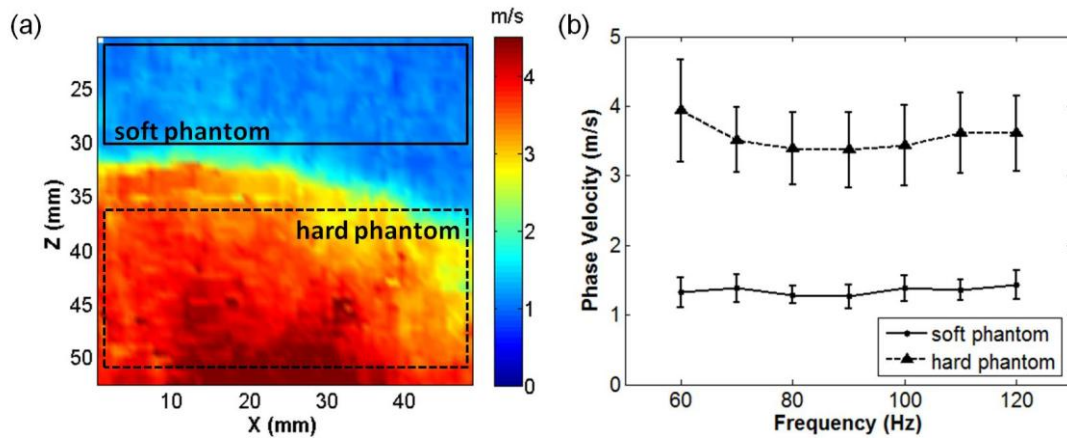 (a)
m/s
25
30
35
40
45
50
Z (mm)
soft phantom
hard phantom
10
20
30
40
X (mm)
4
3
2
1
0
(b)
5
4
3
2
1
0
Phase Velocity (m/s)
60
80
100
120
Frequency (Hz)
soft phantom
hard phantom